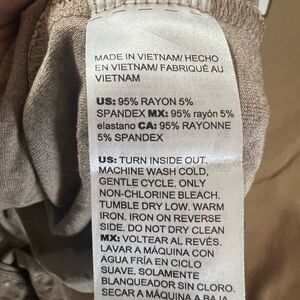 MADE IN VIETNAM/ HECHO
EN VIETNAM/ FABRIQUÉ AU
VIETNAM
US: 95% RAYON 5%
SPANDEX MX: 95% rayón 5%
elastano CA: 95% RAYONNE
5% SPANDEX
US: TURN INSIDE OUT.
MACHINE WASH COLD,
GENTLE CYCLE. ONLY
NON-CHLORINE BLEACH.
TUMBLE DRY LOW. WARM
IRON. IRON ON REVERSE
SIDE. DO NOT DRY CLEAN
MX: VOLTEAR AL REVÉS.
LAVAR A MÁQUINA CON
AGUA FRÍA EN CICLO
SUAVE. SOLAMENTE
BLANQUEADOR SIN CLORO.
SECAR A MÁQUINA A BAJA